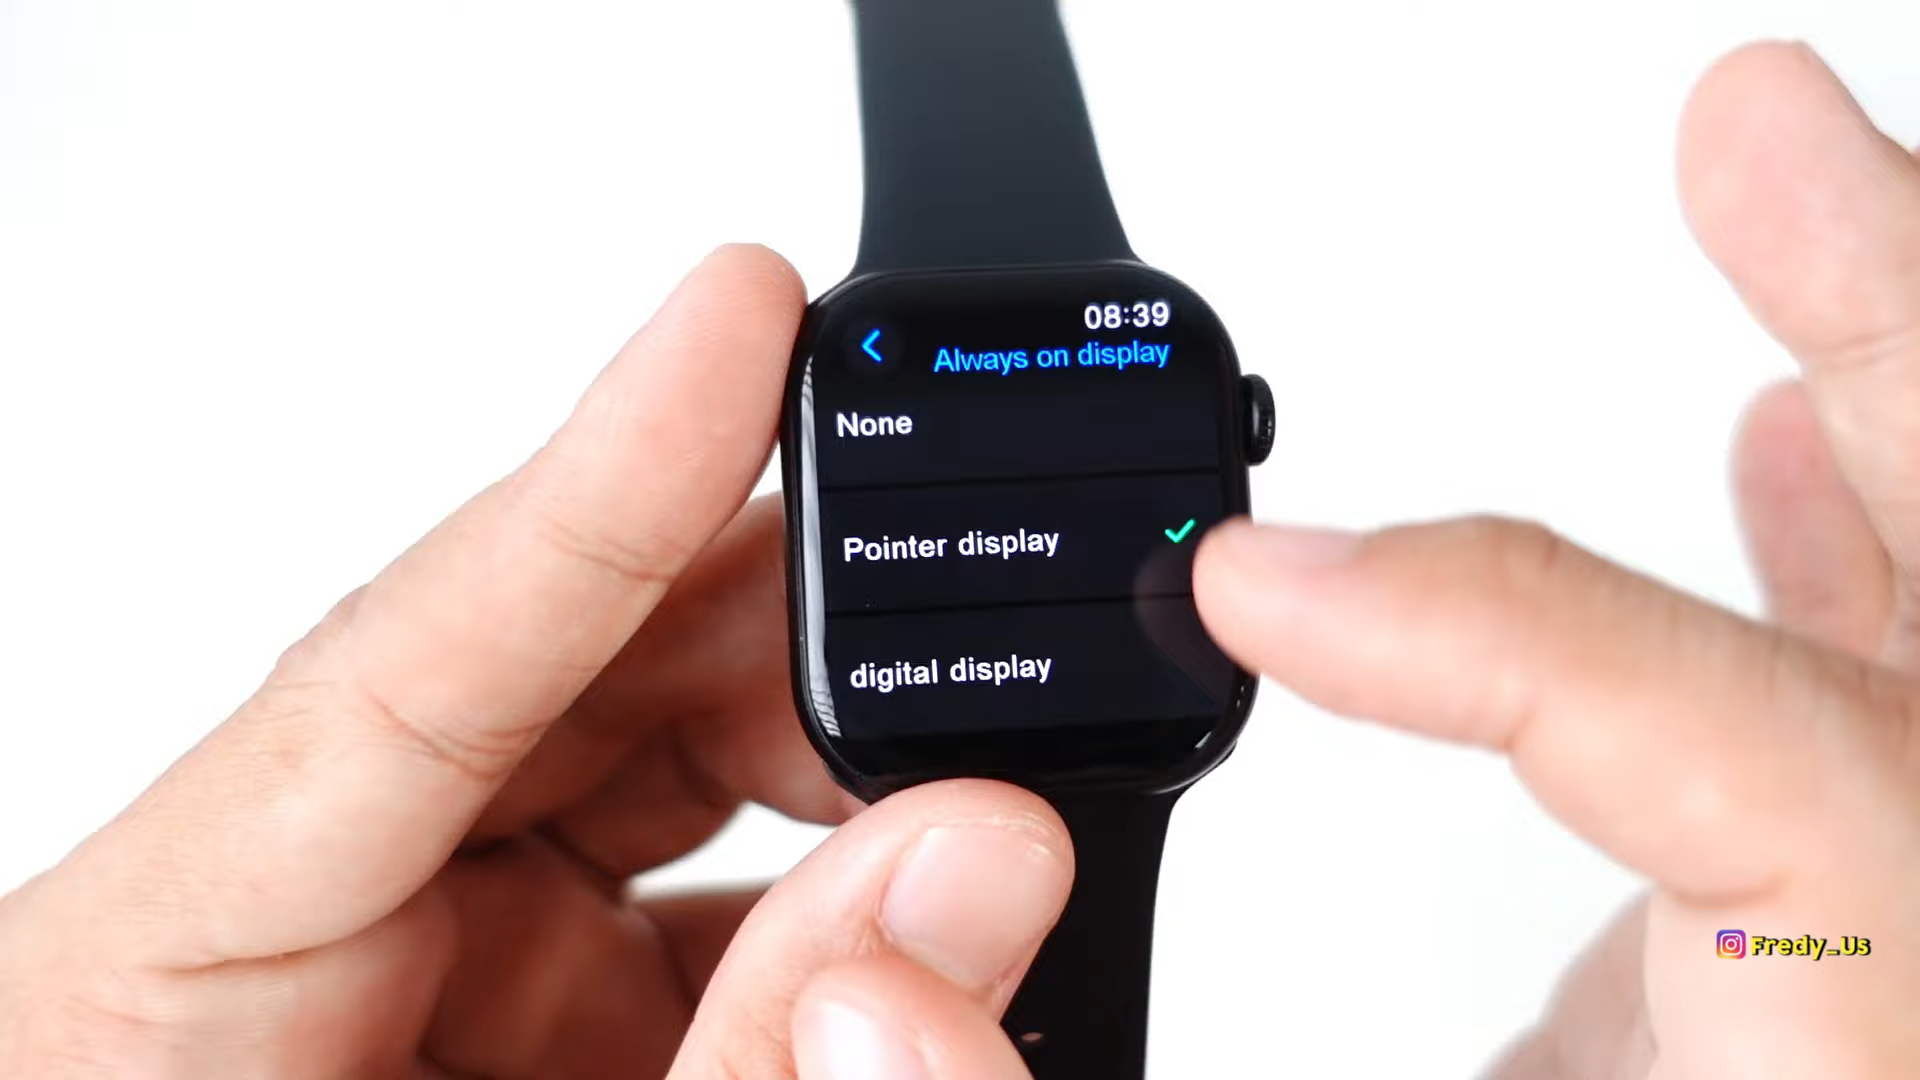 08:39
Always on display
None
Pointer display
digital display
Fredy_Us